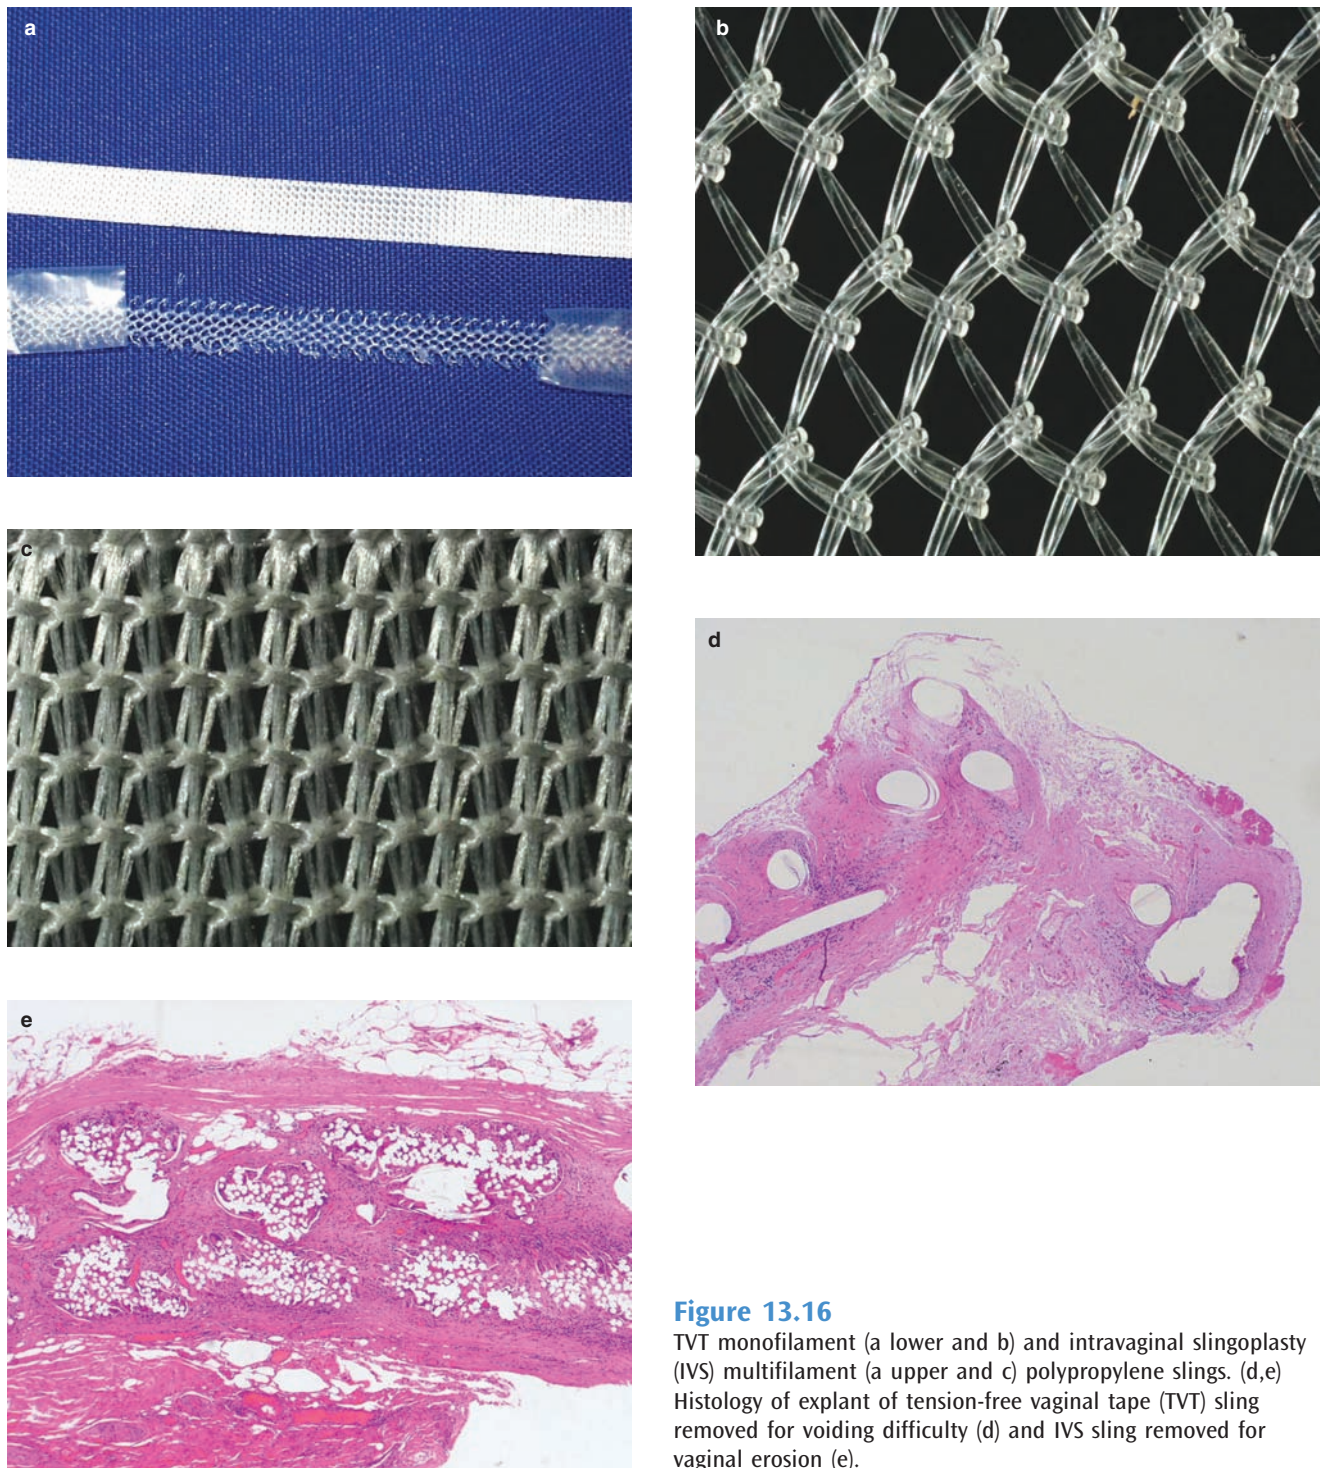 a
b
c
d
e
Figure 13.16
TVT monofilament (a lower and b) and intravaginal slingoplasty
(IVS) multifilament (a upper and c) polypropylene slings. (d,e)
Histology of explant of tension-free vaginal tape (TVT) sling
removed for voiding difficulty (d) and IVS sling removed for
vaginal erosion (e).